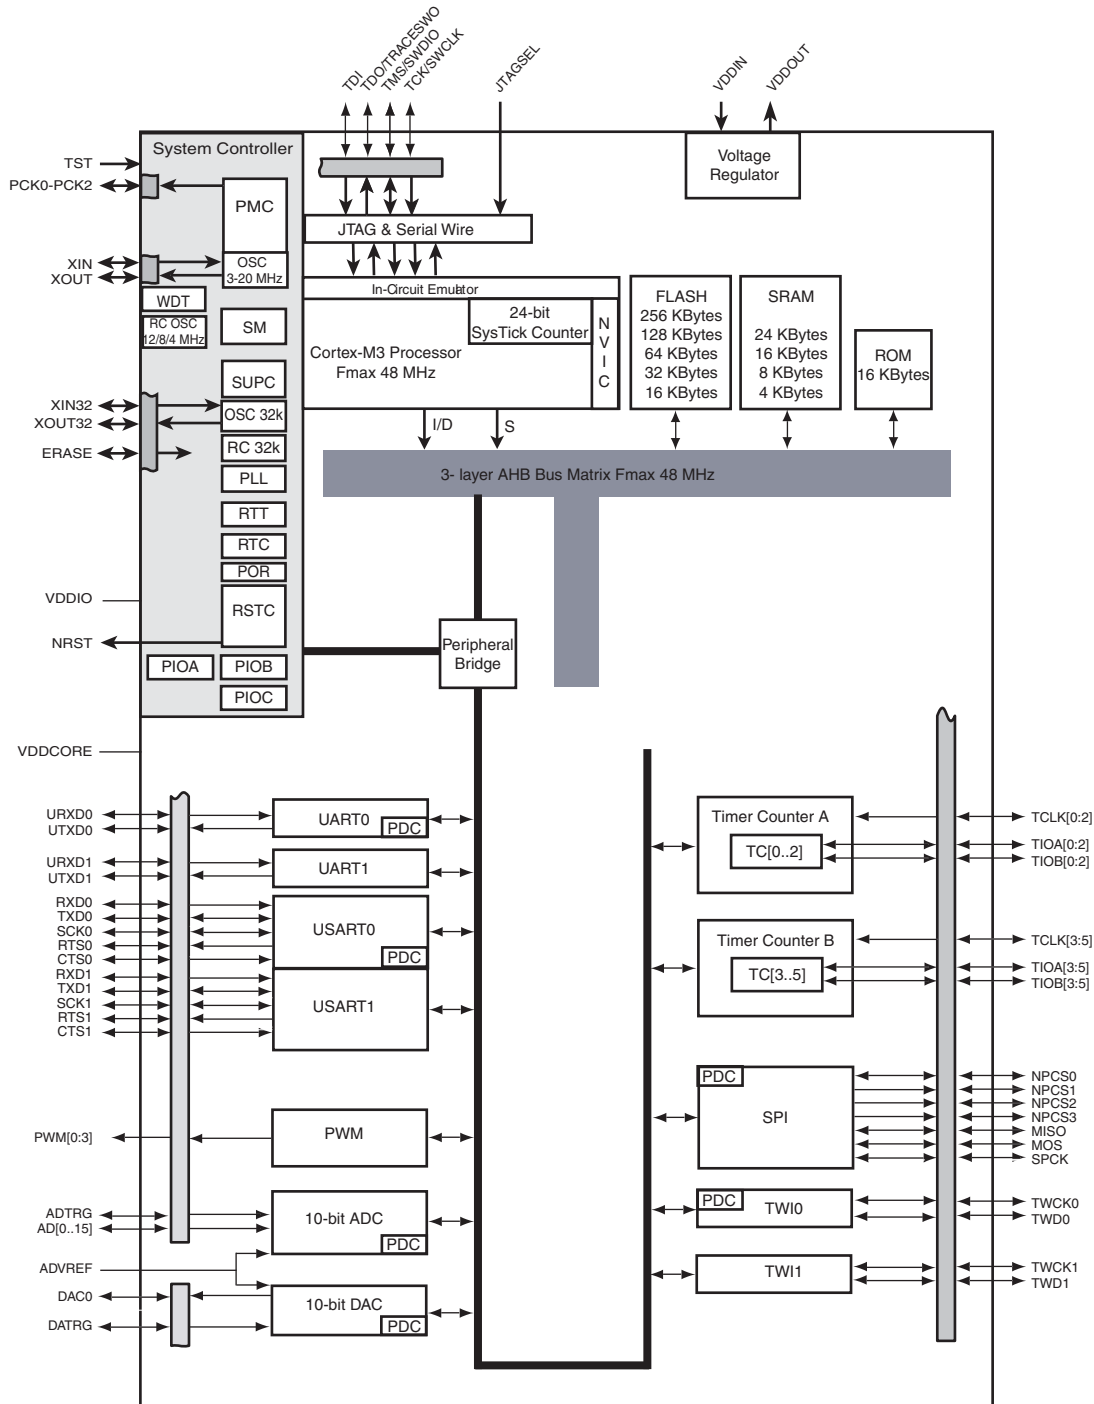 TDI
TDO/TRACESWO
TMS/SWDIO
TCK/SWCLK
JTAGSEL
VDDIN
VDDOUT
System Controller
TST
PCK0-PCK2
PMC
XIN
XOUT
OSC
3-20 MHz
WDT
RC OSC
12/8/4 MHz
SM
SUPC
XIN32
XOUT32
OSC 32k
ERASE
RC 32k
PLL
RTT
RTC
POR
VDDIO
RSTC
NRST
PIOA
PIOB
PIOC
VDDCORE
Voltage
Regulator
JTAG & Serial Wire
In-Circuit Emulator
24-bit
SysTick Counter
N
V
I
C
Cortex-M3 Processor
Fmax 48 MHz
FLASH
256 KBytes
128 KBytes
64 KBytes
32 KBytes
16 KBytes
SRAM
24 KBytes
16 KBytes
8 KBytes
4 KBytes
ROM
16 KBytes
I/D
S
3- layer AHB Bus Matrix Fmax 48 MHz
Peripheral
Bridge
URXD0
UTXD0
UART0
PDC
URXD1
UTXD1
UART1
RXD0
TXD0
SCK0
RTS0
CTS0
USART0
PDC
RXD1
TXD1
SCK1
RTS1
CTS1
USART1
PWM[0:3]
PWM
ADTRG
AD[0..15]
10-bit ADC
PDC
ADVREF
DAC0
DATRG
10-bit DAC
PDC
Timer Counter A
TC[0..2]
TCLK[0:2]
TIOA[0:2]
TIOB[0:2]
Timer Counter B
TC[3..5]
TCLK[3:5]
TIOA[3:5]
TIOB[3:5]
PDC
SPI
NPCS0
NPCS1
NPCS2
NPCS3
MISO
MOS
SPCK
PDC
TWI0
TWCK0
TWD0
TWI1
TWCK1
TWD1